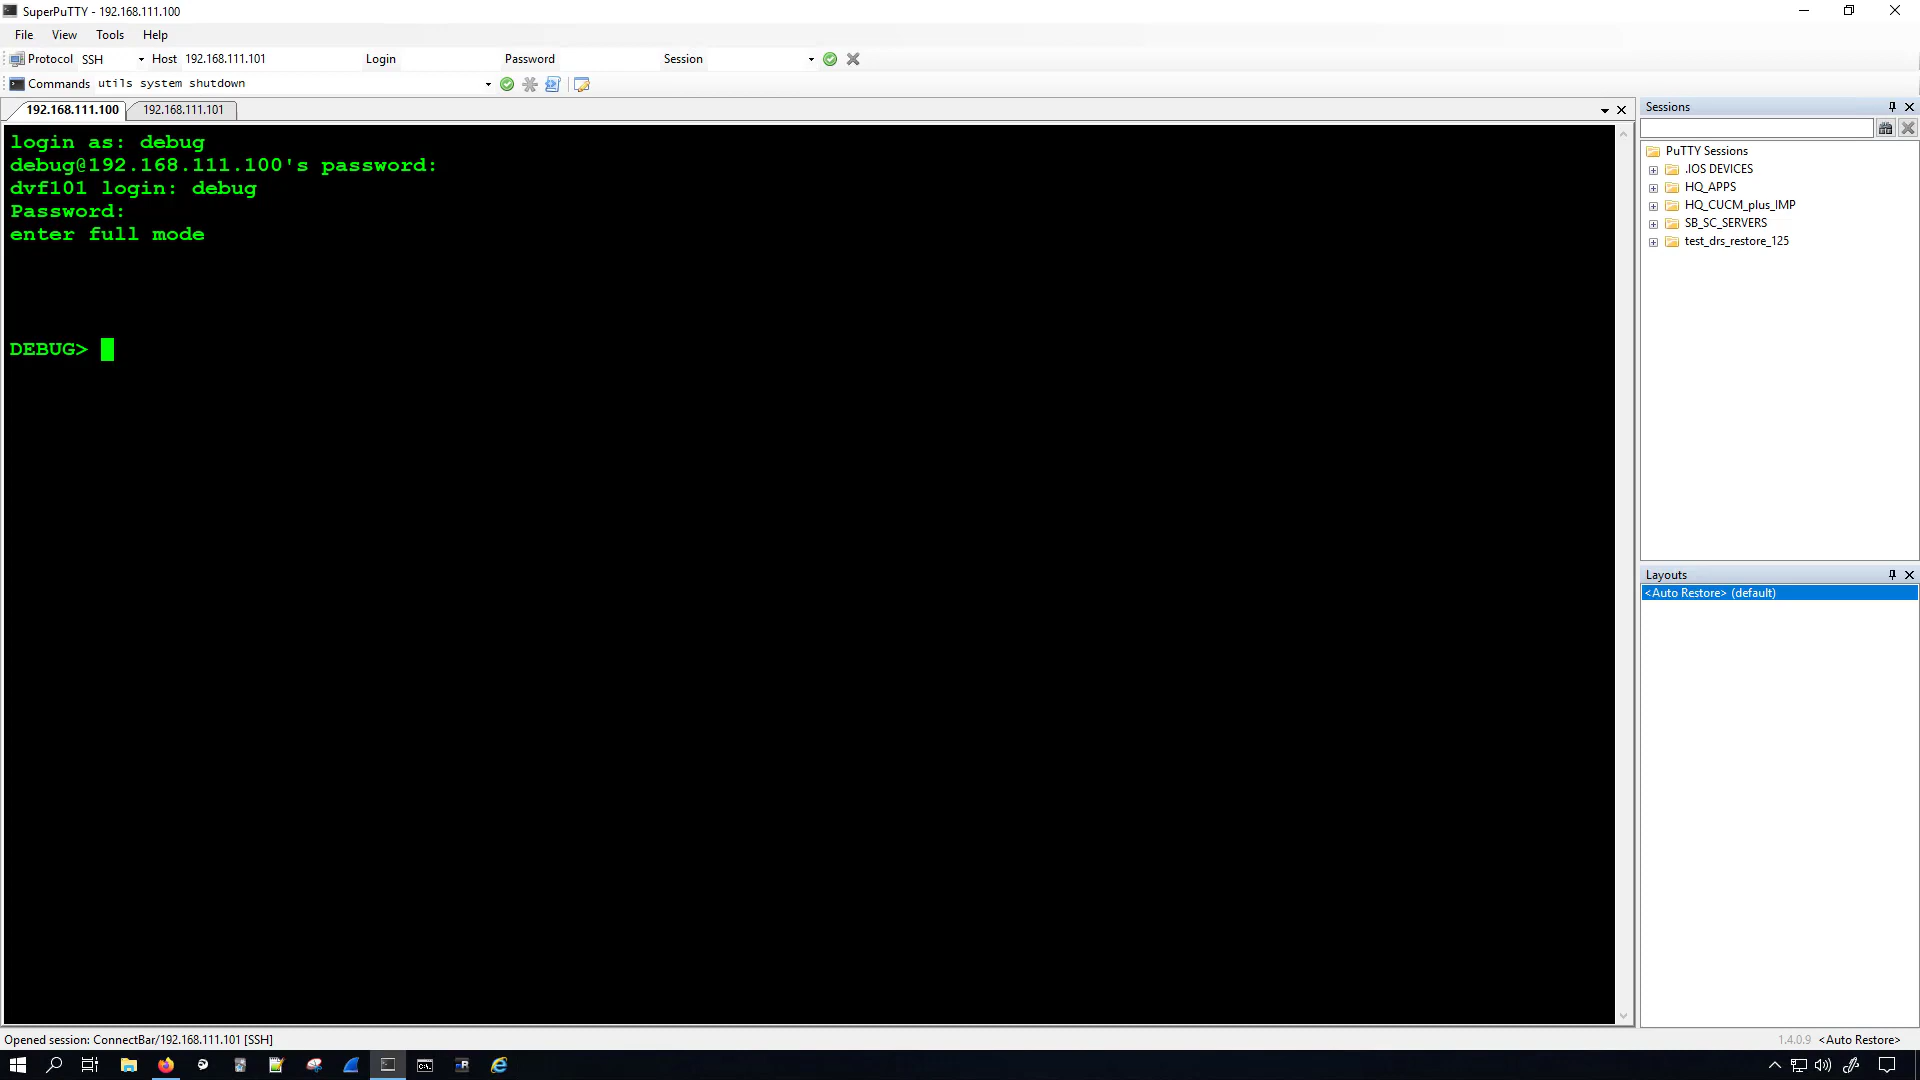 SuperPuTTY - 192.168.111.100
File View Tools Help
Protocol SSH Host 192.168.111.101 Login Password Session
Commands utils system shutdown
192.168.111.100 192.168.111.101
login as: debug
debug@192.168.111.100's password:
dvf101 login: debug
Password:
enter full mode
DEBUG>
Sessions
PuTTY Sessions
.IOS DEVICES
HQ_APPS
HQ_CUCM_plus_IMP
SB_SC_SERVERS
test_drs_restore_125
Layouts
<Auto Restore> (default)
Opened session: ConnectBar/192.168.111.101 [SSH]
1.4.0.9 <Auto Restore>